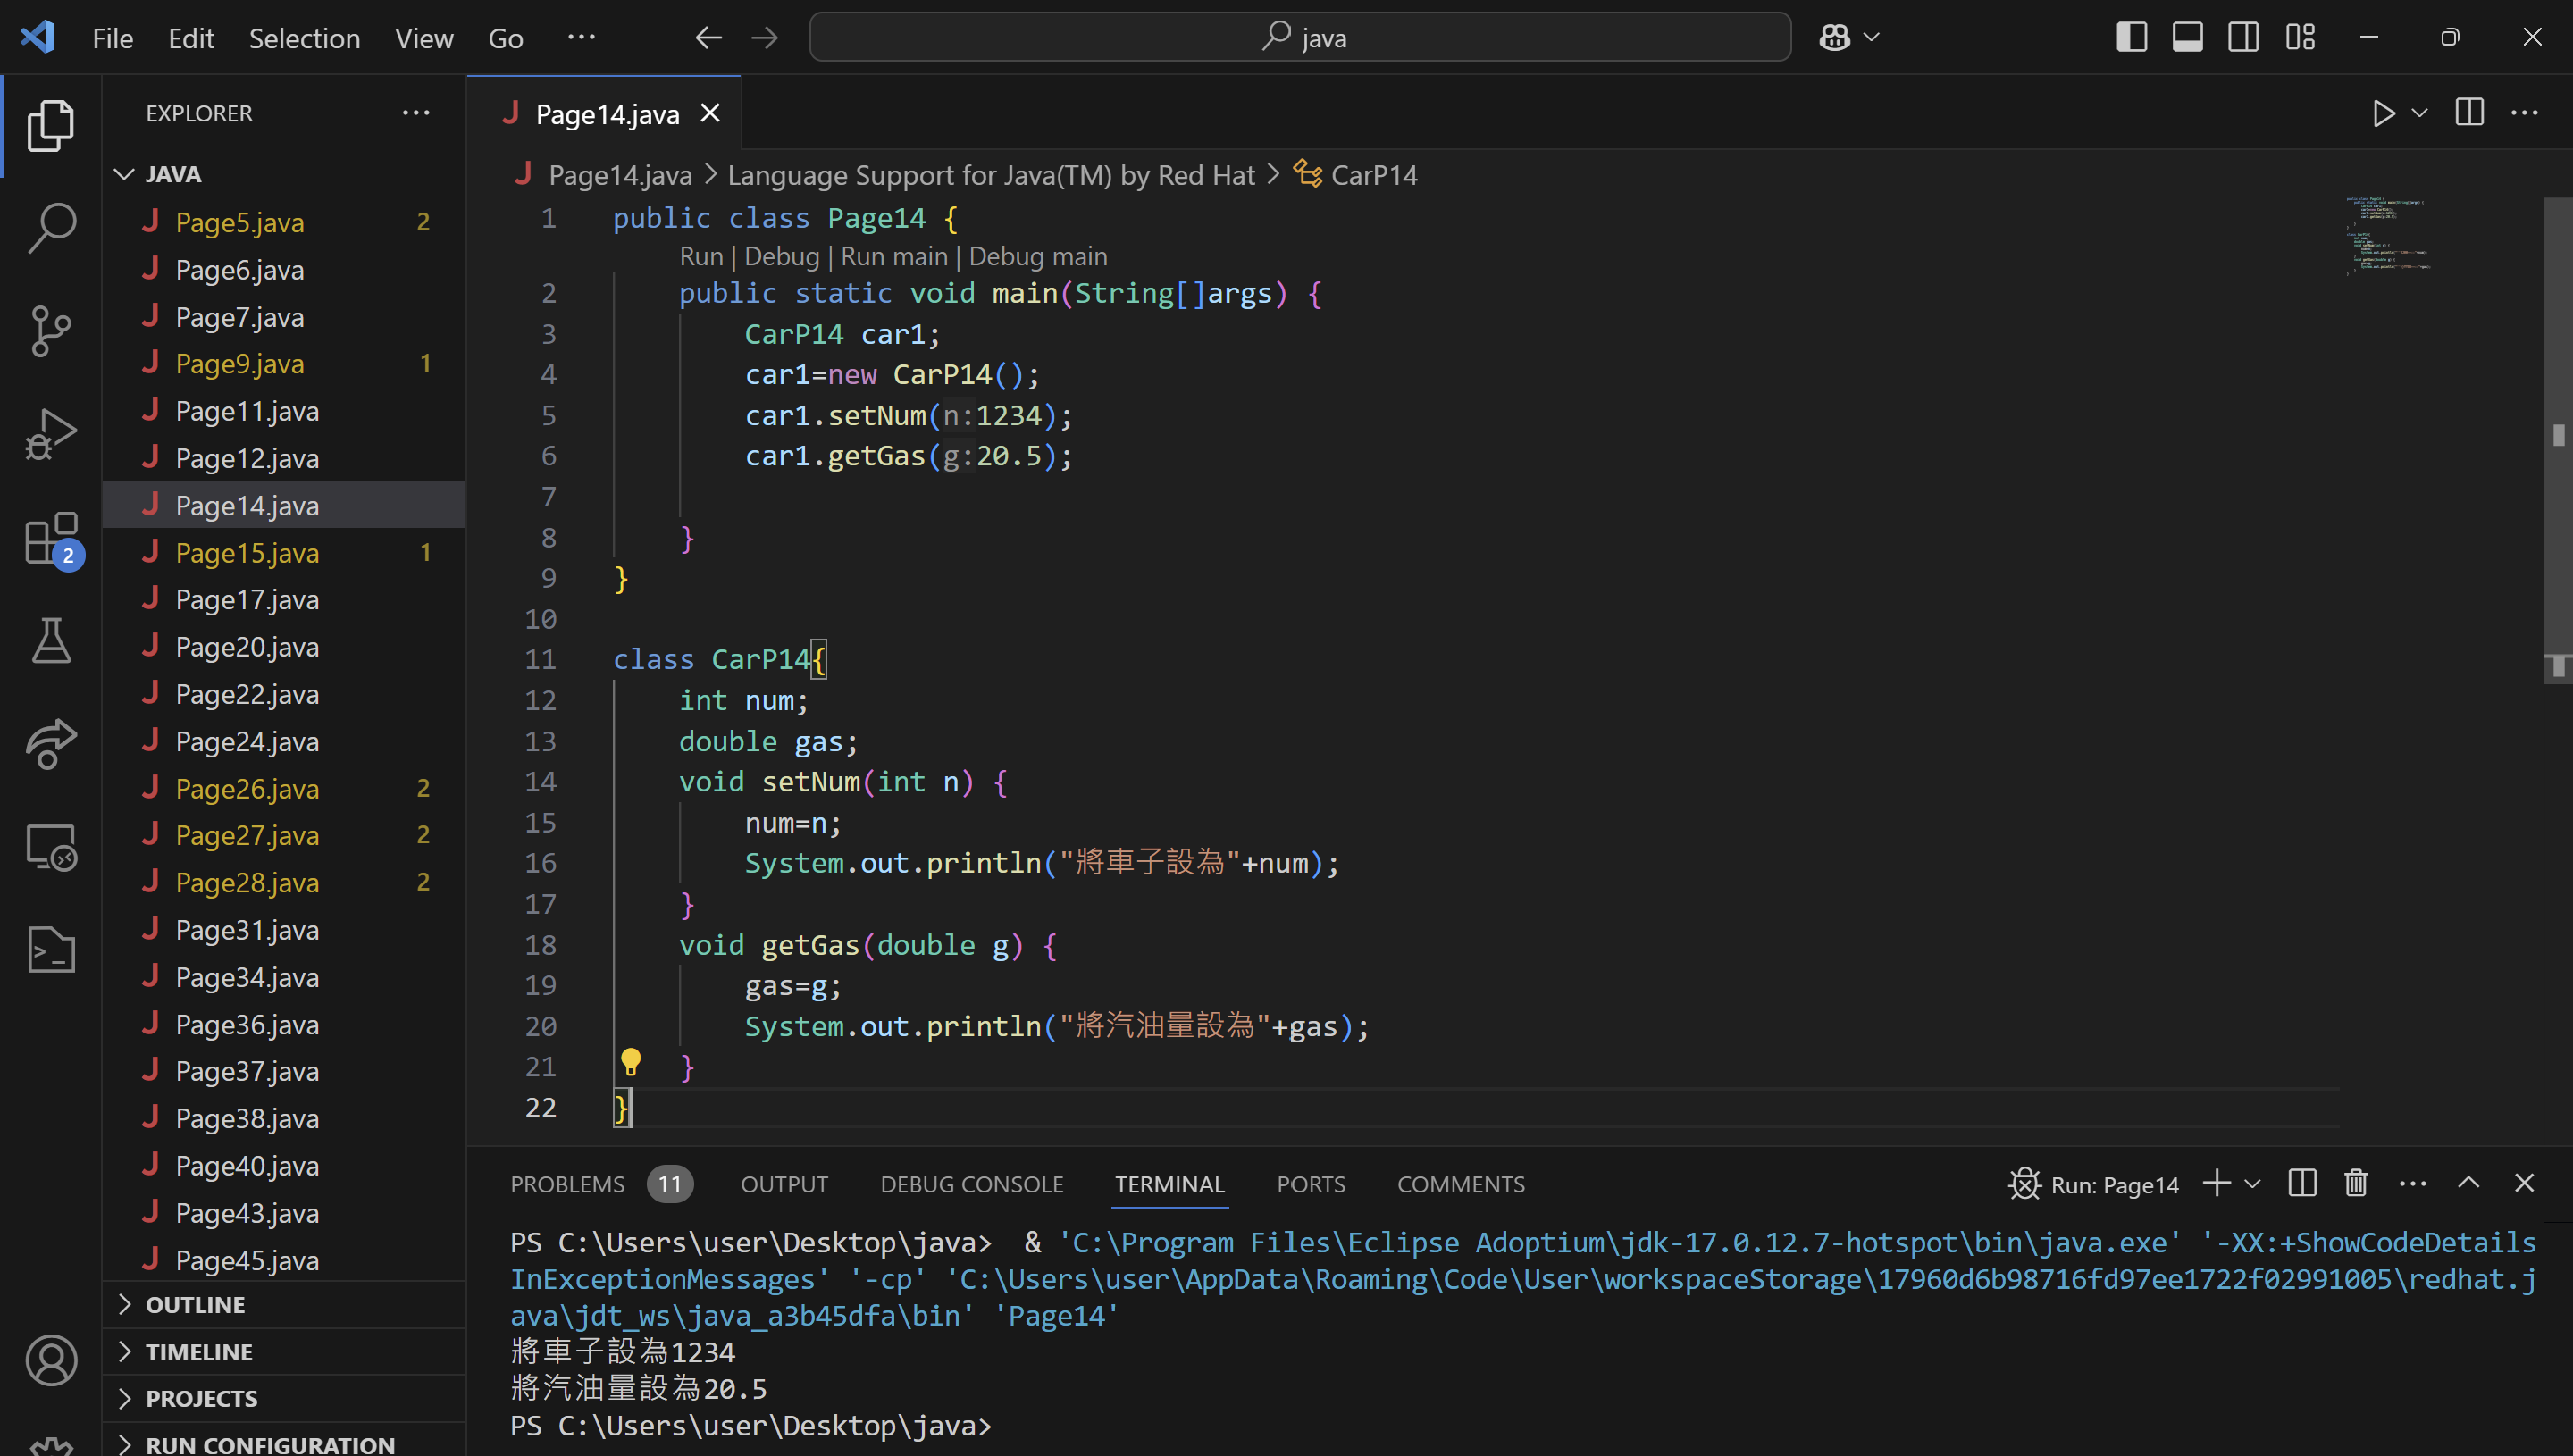 File Edit Selection View Go ··· java
EXPLORER ···
JAVA
Page5.java 2
Page6.java
Page7.java
Page9.java 1
Page11.java
Page12.java
Page14.java
Page15.java 1
Page17.java
Page20.java
Page22.java
Page24.java
Page26.java 2
Page27.java 2
Page28.java 2
Page31.java
Page34.java
Page36.java
Page37.java
Page38.java
Page40.java
Page43.java
Page45.java
OUTLINE
TIMELINE
PROJECTS
RUN CONFIGURATION
2
Page14.java
Page14.java > Language Support for Java(TM) by Red Hat > CarP14
1 public class Page14 {
Run | Debug | Run main | Debug main
2 public static void main(String[]args) {
3 CarP14 car1;
4 car1=new CarP14();
5 car1.setNum(n:1234);
6 car1.getGas(g:20.5);
7
8 }
9 }
10
11 class CarP14{
12 int num;
13 double gas;
14 void setNum(int n) {
15 num=n;
16 System.out.println("將車子設為"+num);
17 }
18 void getGas(double g) {
19 gas=g;
20 System.out.println("將汽油量設為"+gas);
21 }
22 }
PROBLEMS 11 OUTPUT DEBUG CONSOLE TERMINAL PORTS COMMENTS Run: Page14
PS C:\Users\user\Desktop\java>  & 'C:\Program Files\Eclipse Adoptium\jdk-17.0.12.7-hotspot\bin\java.exe' '-XX:+ShowCodeDetails
InExceptionMessages' '-cp' 'C:\Users\user\AppData\Roaming\Code\User\workspaceStorage\17960d6b98716fd97ee1722f02991005\redhat.j
ava\jdt_ws\java_a3b45dfa\bin' 'Page14'
將車子設為1234
將汽油量設為20.5
PS C:\Users\user\Desktop\java>